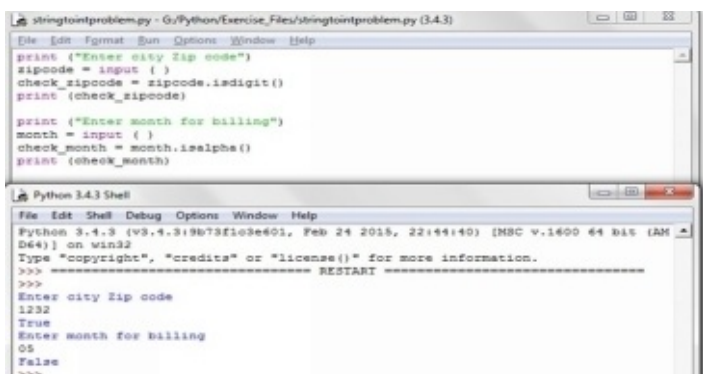 stringtointproblem.py - G:/Python/Exercise_Files/stringtointproblem.py (3.4.3)
File Edit Format Run Options Window Help
print ("Enter city Zip code")
zipcode = input ( )
check_zipcode = zipcode.isdigit()
print (check_zipcode)
print ("Enter month for billing")
month = input ( )
check_month = month.isalpha()
print (check_month)
Python 3.4.3 Shell
File Edit Shell Debug Options Window Help
Python 3.4.3 (v3.4.3:9b73f1c3e601, Feb 24 2015, 22:44:40) [MSC v.1600 64 bit (AM
D64)] on win32
Type "copyright", "credits" or "license()" for more information.
>>> ================================ RESTART ================================
>>>
Enter city Zip code
1232
True
Enter month for billing
05
False
>>>